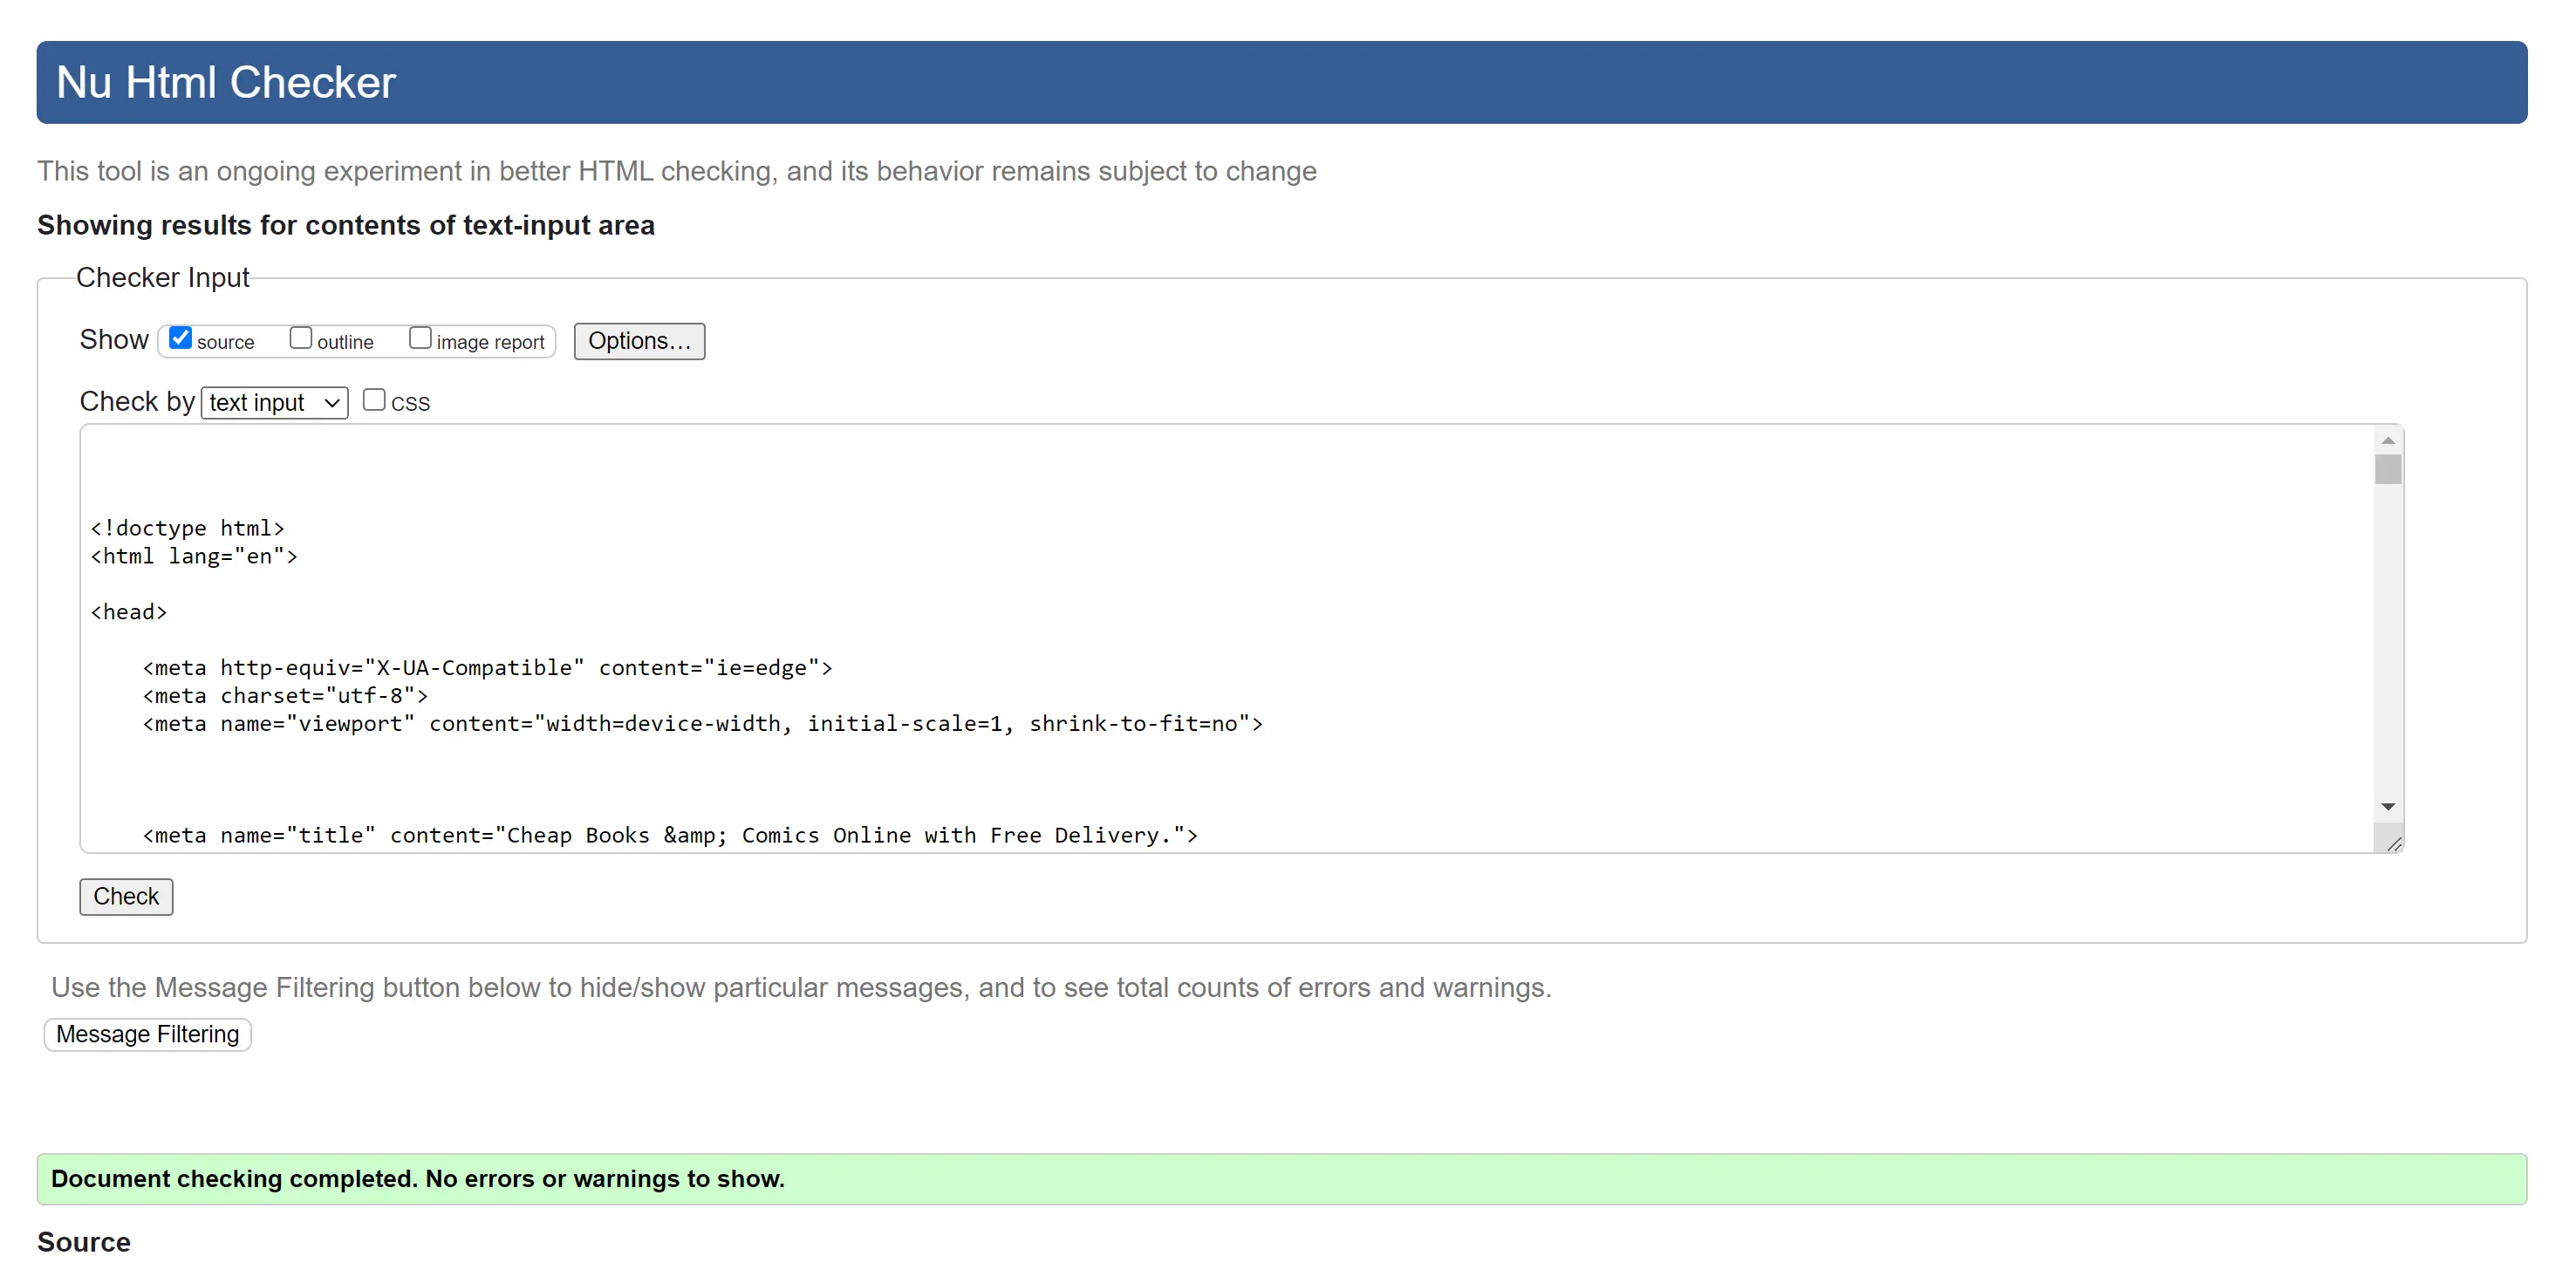 Nu Html Checker
This tool is an ongoing experiment in better HTML checking, and its behavior remains subject to change
Showing results for contents of text-input area
Checker Input
Show source outline image report Options…
Check by text input CSS
<!doctype html>
<html lang="en">
<head>
<meta http-equiv="X-UA-Compatible" content="ie=edge">
<meta charset="utf-8">
<meta name="viewport" content="width=device-width, initial-scale=1, shrink-to-fit=no">
<meta name="title" content="Cheap Books &amp; Comics Online with Free Delivery.">
Check
Use the Message Filtering button below to hide/show particular messages, and to see total counts of errors and warnings.
Message Filtering
Document checking completed. No errors or warnings to show.
Source